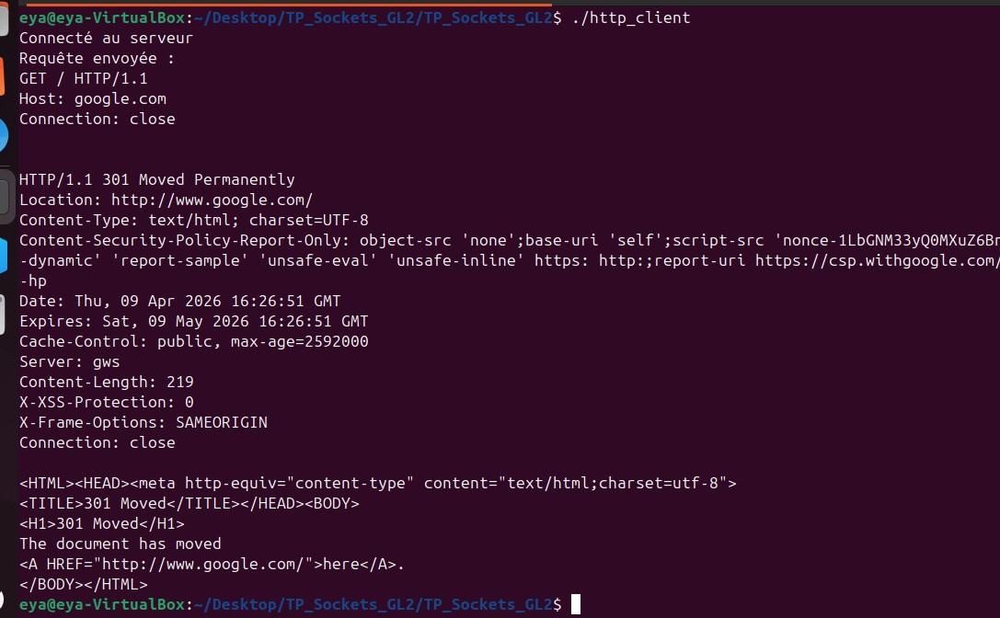 eya@eya-VirtualBox:~/Desktop/TP_Sockets_GL2/TP_Sockets_GL2$ ./http_client
Connecté au serveur
Requête envoyée :
GET / HTTP/1.1
Host: google.com
Connection: close
HTTP/1.1 301 Moved Permanently
Location: http://www.google.com/
Content-Type: text/html; charset=UTF-8
Content-Security-Policy-Report-Only: object-src 'none';base-uri 'self';script-src 'nonce-1LbGNM33yQ0MXuZ6Br
-dynamic' 'report-sample' 'unsafe-eval' 'unsafe-inline' https: http:;report-uri https://csp.withgoogle.com/
-hp
Date: Thu, 09 Apr 2026 16:26:51 GMT
Expires: Sat, 09 May 2026 16:26:51 GMT
Cache-Control: public, max-age=2592000
Server: gws
Content-Length: 219
X-XSS-Protection: 0
X-Frame-Options: SAMEORIGIN
Connection: close
<HTML><HEAD><meta http-equiv="content-type" content="text/html;charset=utf-8">
<TITLE>301 Moved</TITLE></HEAD><BODY>
<H1>301 Moved</H1>
The document has moved
<A HREF="http://www.google.com/">here</A>.
</BODY></HTML>
eya@eya-VirtualBox:~/Desktop/TP_Sockets_GL2/TP_Sockets_GL2$